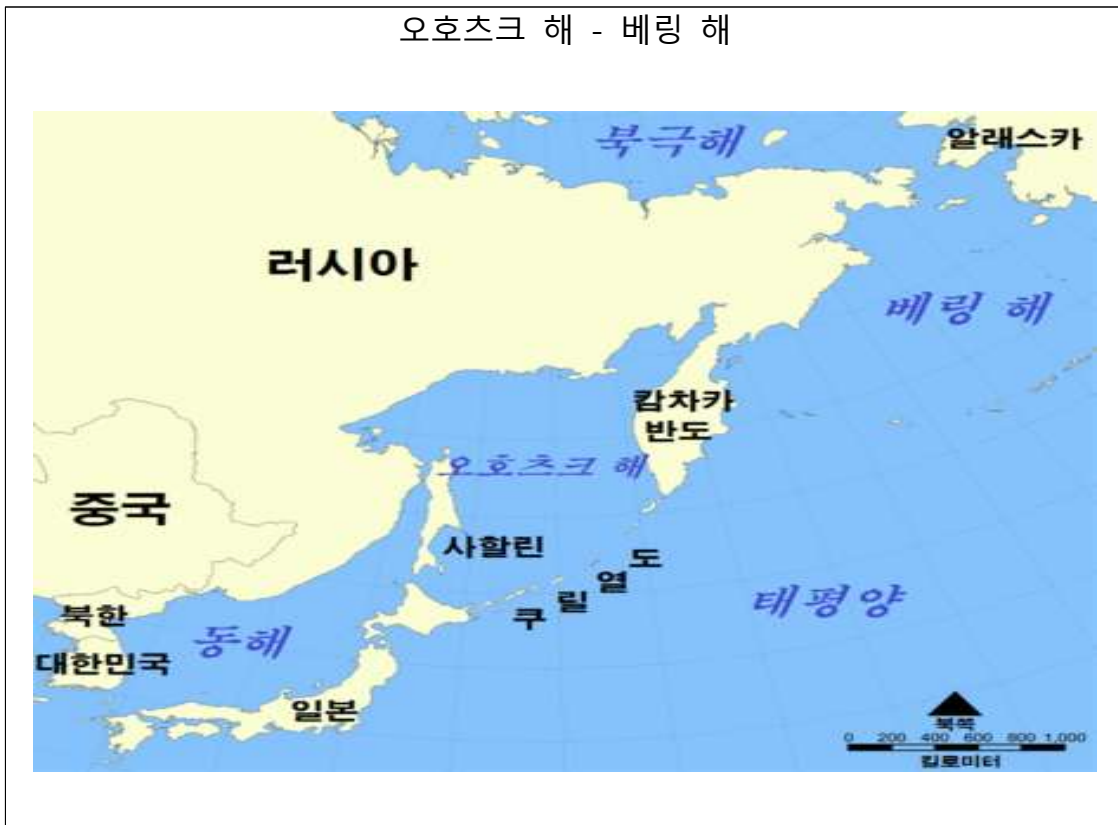 오호츠크 해 - 베링 해
북극해
알래스카
러시아
베링 해
캄차카
반도
오호츠크 해
중국
사할린
쿠릴열도
태평양
북한
동해
대한민국
일본
북쪽
0 200 400 600 800 1,000
킬로미터